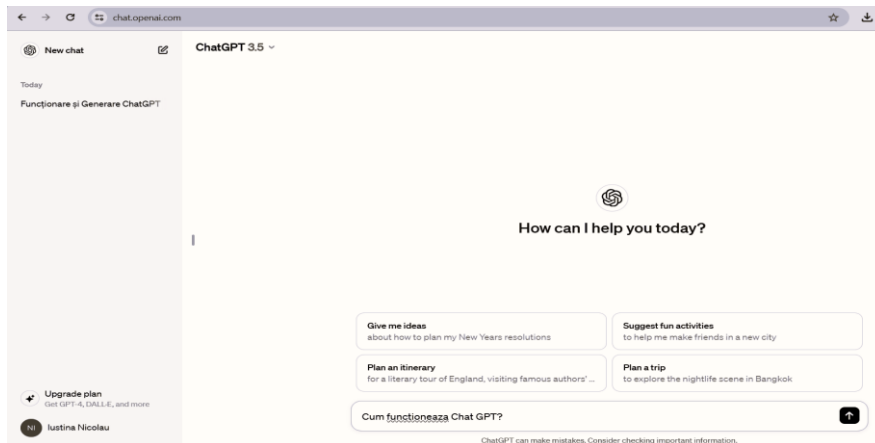 chat.openai.com
New chat
ChatGPT 3.5
Today
Funcționare și Generare ChatGPT
How can I help you today?
Give me ideas
about how to plan my New Years resolutions
Suggest fun activities
to help me make friends in a new city
Plan an itinerary
for a literary tour of England, visiting famous authors' ...
Plan a trip
to explore the nightlife scene in Bangkok
Upgrade plan
Get GPT-4, DALL·E, and more
Cum functioneaza Chat GPT?
NI Iustina Nicolau
ChatGPT can make mistakes. Consider checking important information.